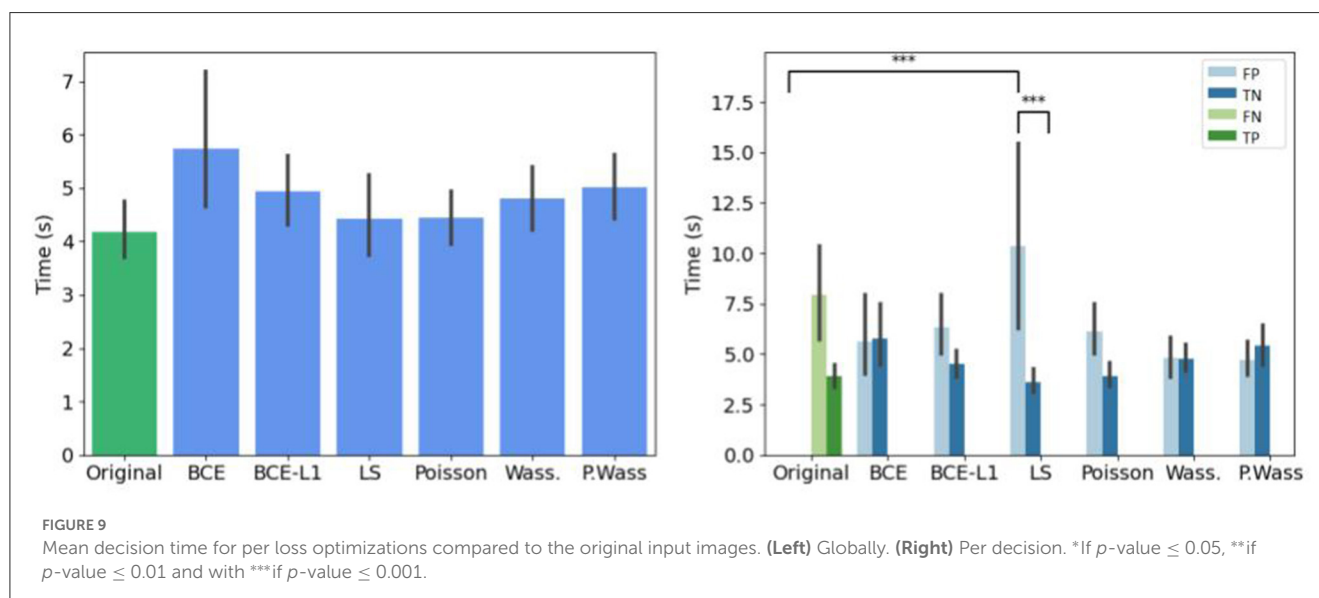 7
6
5
4
3
2
1
0
Time (s)
Original BCE BCE-L1 LS Poisson Wass. P.Wass
17.5
15.0
12.5
10.0
7.5
5.0
2.5
0.0
Time (s)
***
***
FP
TN
FN
TP
Original BCE BCE-L1 LS Poisson Wass. P.Wass
FIGURE 9
Mean decision time for per loss optimizations compared to the original input images. (Left) Globally. (Right) Per decision. *If p-value ≤ 0.05, **if
p-value ≤ 0.01 and with ***if p-value ≤ 0.001.